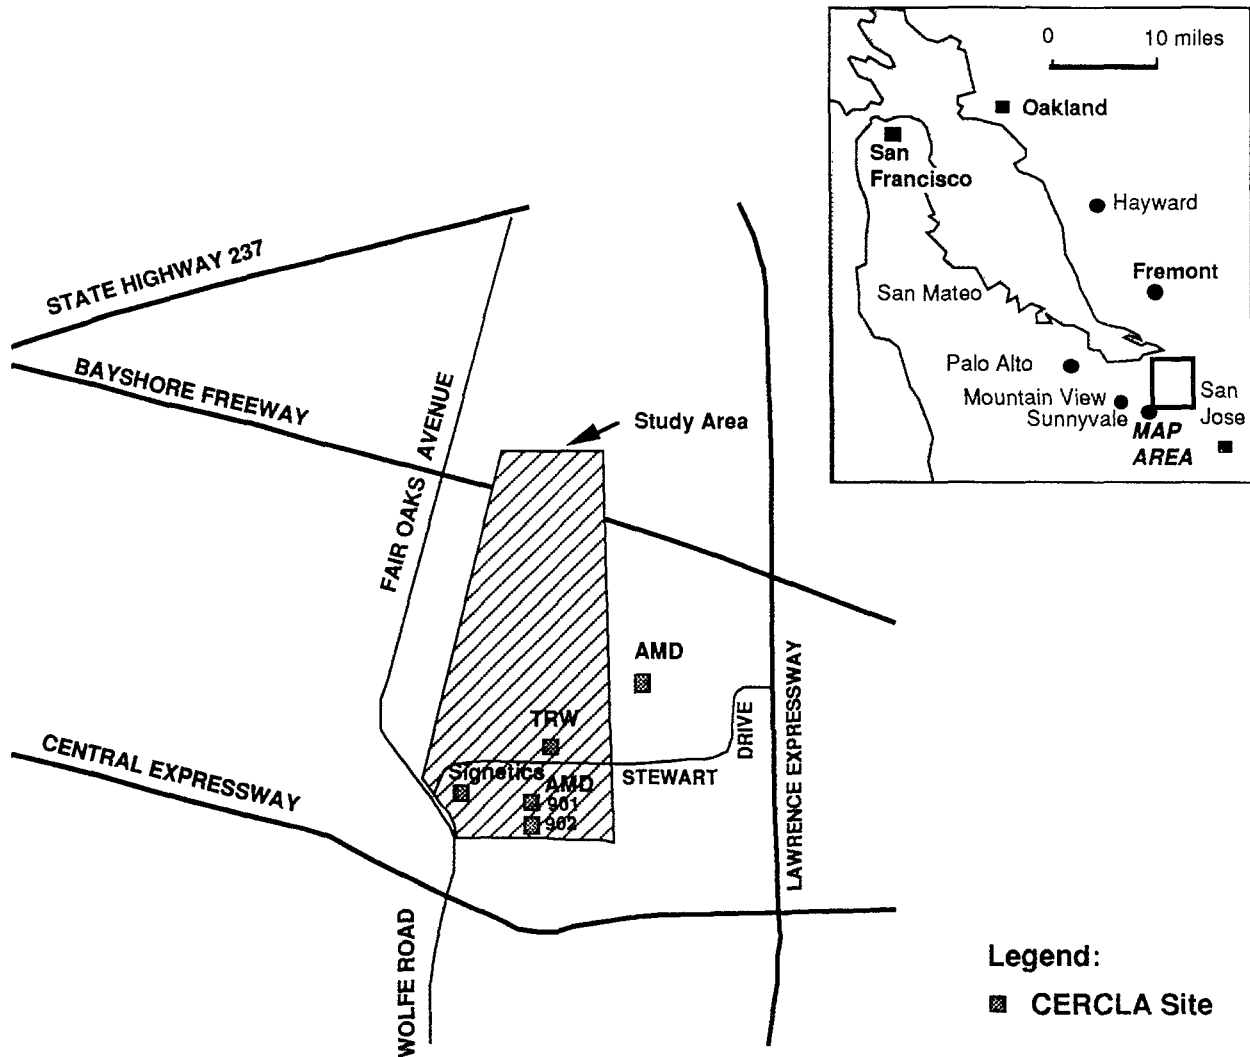 0 10 miles
Oakland
San
Francisco
Hayward
Fremont
San Mateo
Palo Alto
Mountain View
Sunnyvale
San
Jose
MAP
AREA
STATE HIGHWAY 237
BAYSHORE FREEWAY
FAIR OAKS AVENUE
Study Area
AMD
TRW
Signetics
AMD
901
902
STEWART DRIVE
LAWRENCE EXPRESSWAY
CENTRAL EXPRESSWAY
WOLFE ROAD
Legend:
CERCLA Site